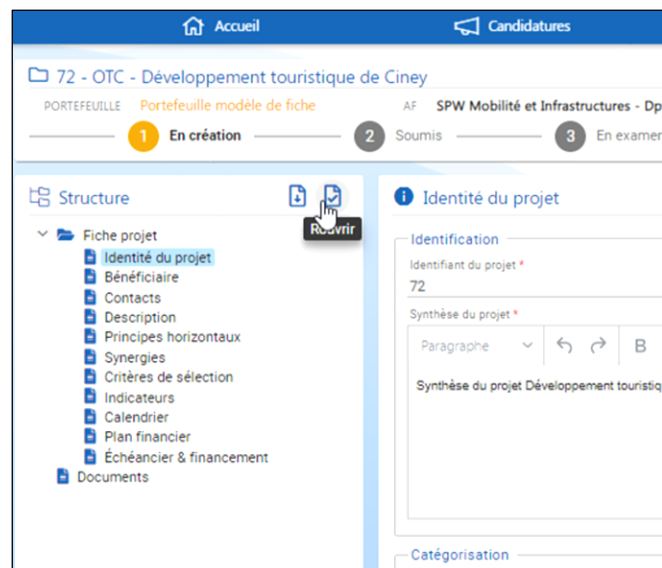 Accueil
Candidatures
72 - OTC - Développement touristique de Ciney
PORTEFEUILLE Portefeuille modèle de fiche AF SPW Mobilité et Infrastructures - Dp
1 En création 2 Soumis 3 En examen
Structure
Rouvrir
Fiche projet
Identité du projet
Bénéficiaire
Contacts
Description
Principes horizontaux
Synergies
Critères de sélection
Indicateurs
Calendrier
Plan financier
Échéancier & financement
Documents
Identité du projet
Identification
Identifiant du projet *
72
Synthèse du projet *
Paragraphe B
Synthèse du projet Développement touristiq
Catégorisation